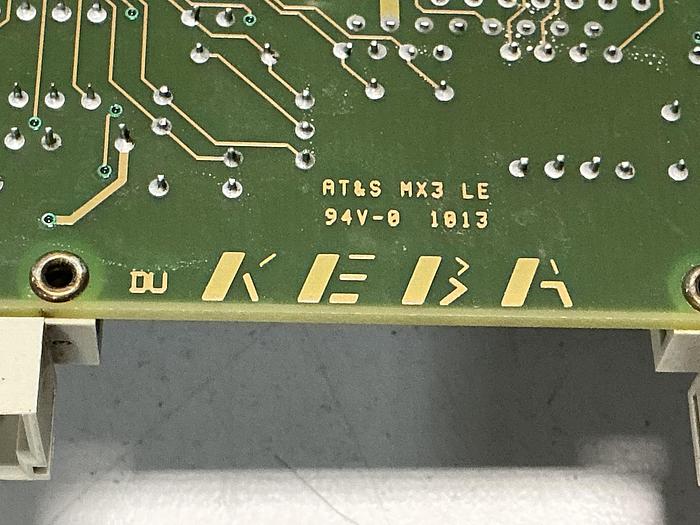 AT&S MX3 LE
94V-0 1013
DU KEBA